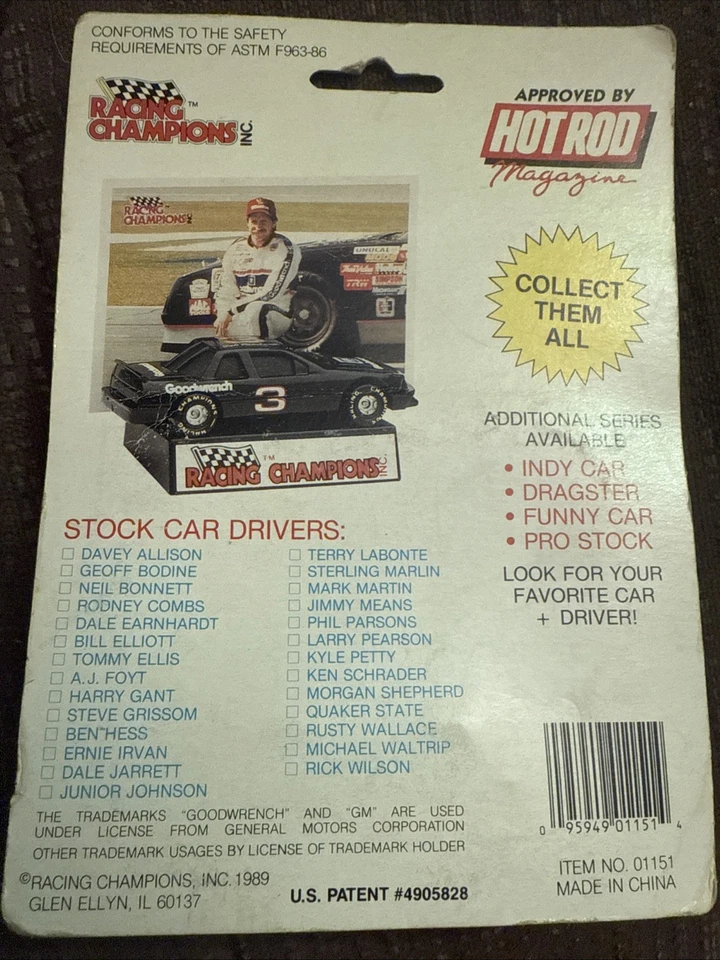 CONFORMS TO THE SAFETY
REQUIREMENTS OF ASTM F963-86
RACING™
CHAMPIONS INC.
APPROVED BY
HOT ROD
Magazine
RACING
CHAMPIONS INC.
UNOCAL
TRW
SIMPSON
Goodwrench
3
RACING CHAMPIONS INC.
™
COLLECT
THEM
ALL
ADDITIONAL SERIES
AVAILABLE
• INDY CAR
• DRAGSTER
• FUNNY CAR
• PRO STOCK
LOOK FOR YOUR
FAVORITE CAR
+ DRIVER!
STOCK CAR DRIVERS:
☐ DAVEY ALLISON
☐ GEOFF BODINE
☐ NEIL BONNETT
☐ RODNEY COMBS
☐ DALE EARNHARDT
☐ BILL ELLIOTT
☐ TOMMY ELLIS
☐ A.J. FOYT
☐ HARRY GANT
☐ STEVE GRISSOM
☐ BEN HESS
☐ ERNIE IRVAN
☐ DALE JARRETT
☐ JUNIOR JOHNSON
☐ TERRY LABONTE
☐ STERLING MARLIN
☐ MARK MARTIN
☐ JIMMY MEANS
☐ PHIL PARSONS
☐ LARRY PEARSON
☐ KYLE PETTY
☐ KEN SCHRADER
☐ MORGAN SHEPHERD
☐ QUAKER STATE
☐ RUSTY WALLACE
☐ MICHAEL WALTRIP
☐ RICK WILSON
THE TRADEMARKS "GOODWRENCH" AND "GM" ARE USED
UNDER LICENSE FROM GENERAL MOTORS CORPORATION
OTHER TRADEMARK USAGES BY LICENSE OF TRADEMARK HOLDER
©RACING CHAMPIONS, INC. 1989
GLEN ELLYN, IL 60137
U.S. PATENT #4905828
0 95949 01151 4
ITEM NO. 01151
MADE IN CHINA